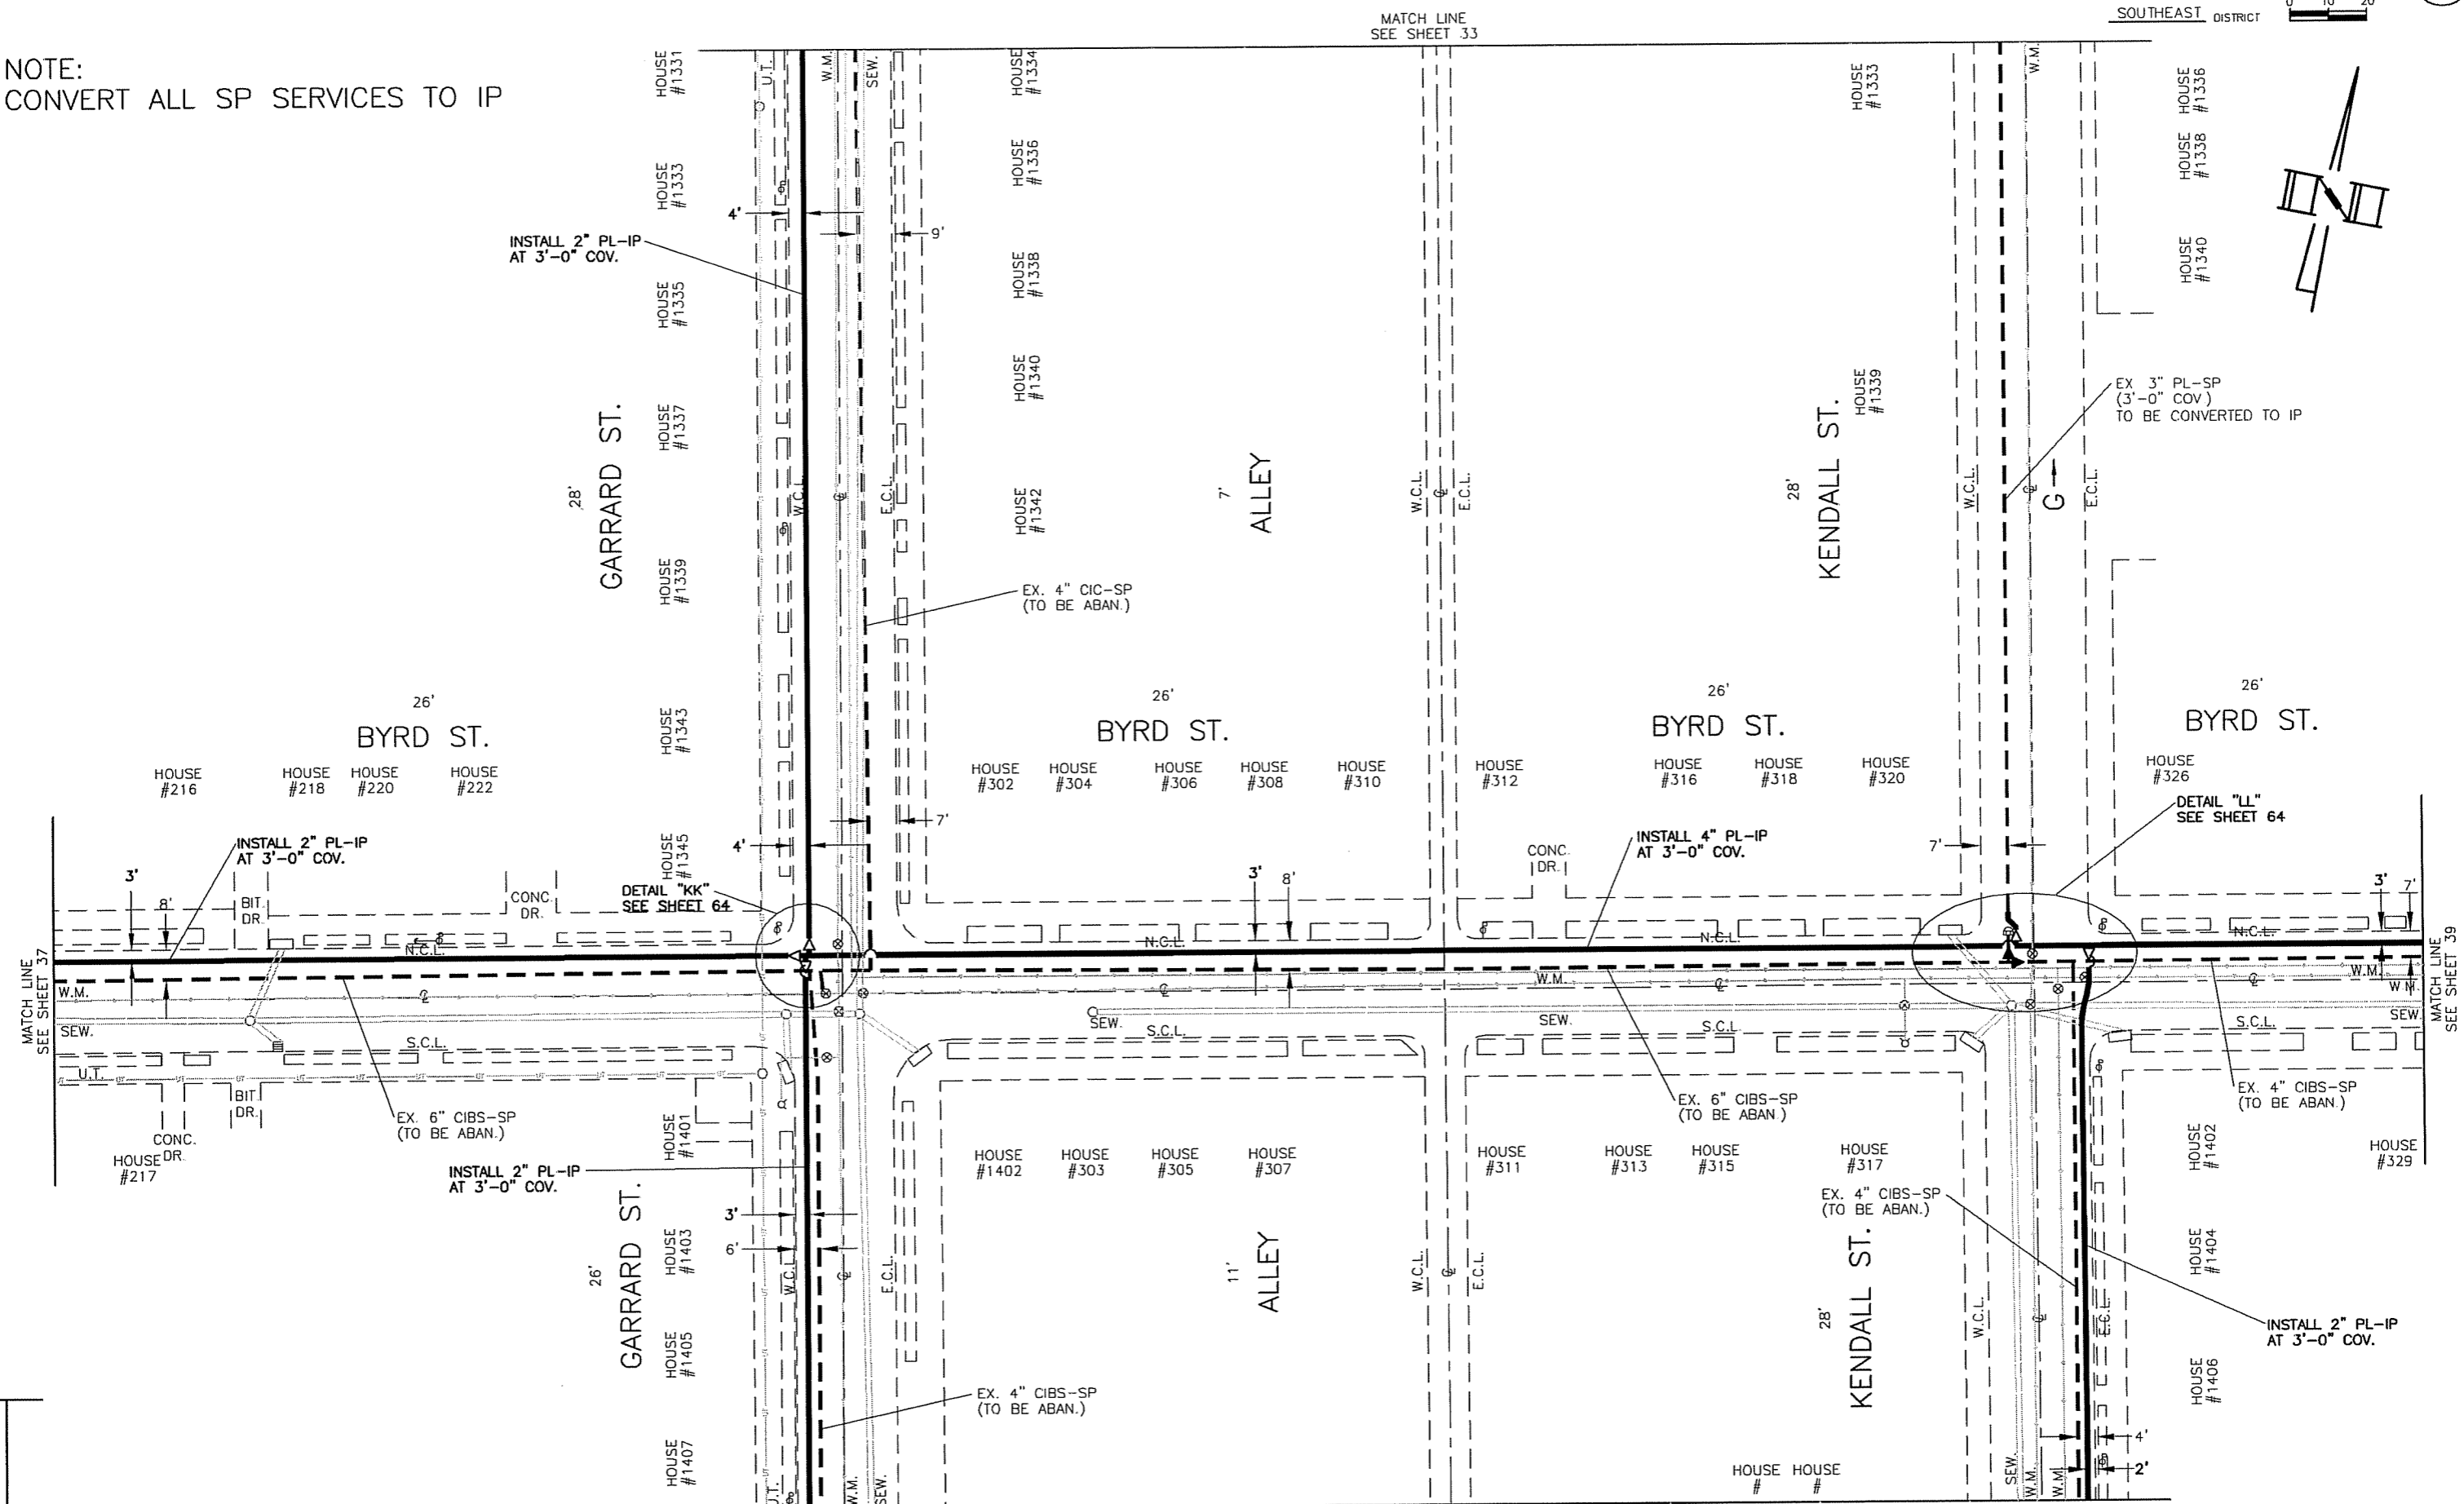 MATCH LINE
SEE SHEET 33
SOUTHEAST DISTRICT
0 10 20
NOTE:
CONVERT ALL SP SERVICES TO IP
HOUSE #1331
U.T.
W.M.
SEW.
HOUSE #1334
HOUSE #1333
W.M.
HOUSE #1336
HOUSE #1333
HOUSE #1336
HOUSE #1338
4'
9'
INSTALL 2" PL-IP
AT 3'-0" COV.
HOUSE #1338
HOUSE #1340
N
HOUSE #1335
HOUSE #1340
HOUSE #1339
EX 3" PL-SP
(3'-0" COV)
TO BE CONVERTED TO IP
HOUSE #1337
28'
GARRARD ST.
W.C.L.
E.C.L.
HOUSE #1342
7'
ALLEY
W.C.L.
E.C.L.
28'
KENDALL ST.
W.C.L.
G
E.C.L.
HOUSE #1339
EX. 4" CIC-SP
(TO BE ABAN.)
26'
BYRD ST.
HOUSE #1343
26'
BYRD ST.
26'
BYRD ST.
26'
BYRD ST.
HOUSE #216
HOUSE #218
HOUSE #220
HOUSE #222
HOUSE #302
HOUSE #304
HOUSE #306
HOUSE #308
HOUSE #310
HOUSE #312
HOUSE #316
HOUSE #318
HOUSE #320
HOUSE #326
DETAIL "LL"
SEE SHEET 64
7'
INSTALL 2" PL-IP
AT 3'-0" COV.
HOUSE #1345
4'
INSTALL 4" PL-IP
AT 3'-0" COV.
7'
3'
8'
BIT.
DR.
CONC.
DR.
DETAIL "KK"
SEE SHEET 64
3'
8'
CONC.
DR.
3'
7'
N.C.L.
N.C.L.
N.C.L.
N.C.L.
MATCH LINE
SEE SHEET 37
MATCH LINE
SEE SHEET 39
W.M.
W.M.
W.M.
W.M.
SEW.
SEW.
SEW.
SEW.
S.C.L.
S.C.L.
S.C.L.
S.C.L.
U.T.
BIT.
DR.
CONC.
DR.
EX. 6" CIBS-SP
(TO BE ABAN.)
EX. 6" CIBS-SP
(TO BE ABAN.)
EX. 4" CIBS-SP
(TO BE ABAN.)
HOUSE #217
HOUSE #1401
HOUSE #1402
HOUSE #303
HOUSE #305
HOUSE #307
HOUSE #311
HOUSE #313
HOUSE #315
HOUSE #317
HOUSE #1402
HOUSE #329
INSTALL 2" PL-IP
AT 3'-0" COV.
EX. 4" CIBS-SP
(TO BE ABAN.)
3'
6'
26'
GARRARD ST.
HOUSE #1403
W.C.L.
E.C.L.
11'
ALLEY
W.C.L.
E.C.L.
28'
KENDALL ST.
W.C.L.
E.C.L.
HOUSE #1404
INSTALL 2" PL-IP
AT 3'-0" COV.
HOUSE #1405
EX. 4" CIBS-SP
(TO BE ABAN.)
HOUSE #1406
HOUSE #1407
U.T.
W.M.
SEW.
HOUSE #
HOUSE #
SEW.
W.M.
W.M.
4'
2'